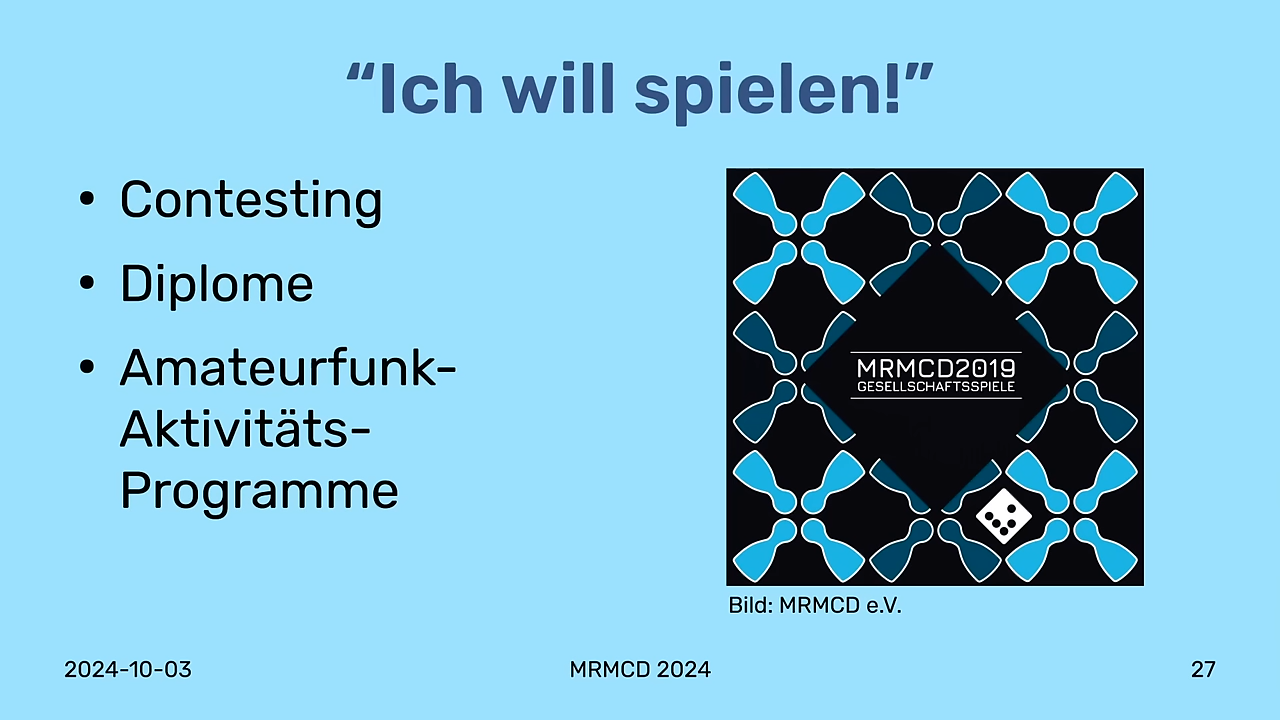 “Ich will spielen!”
• Contesting
• Diplome
• Amateurfunk-
Aktivitäts-
Programme
MRMCD2019
GESELLSCHAFTSSPIELE
Bild: MRMCD e.V.
2024-10-03
MRMCD 2024
27